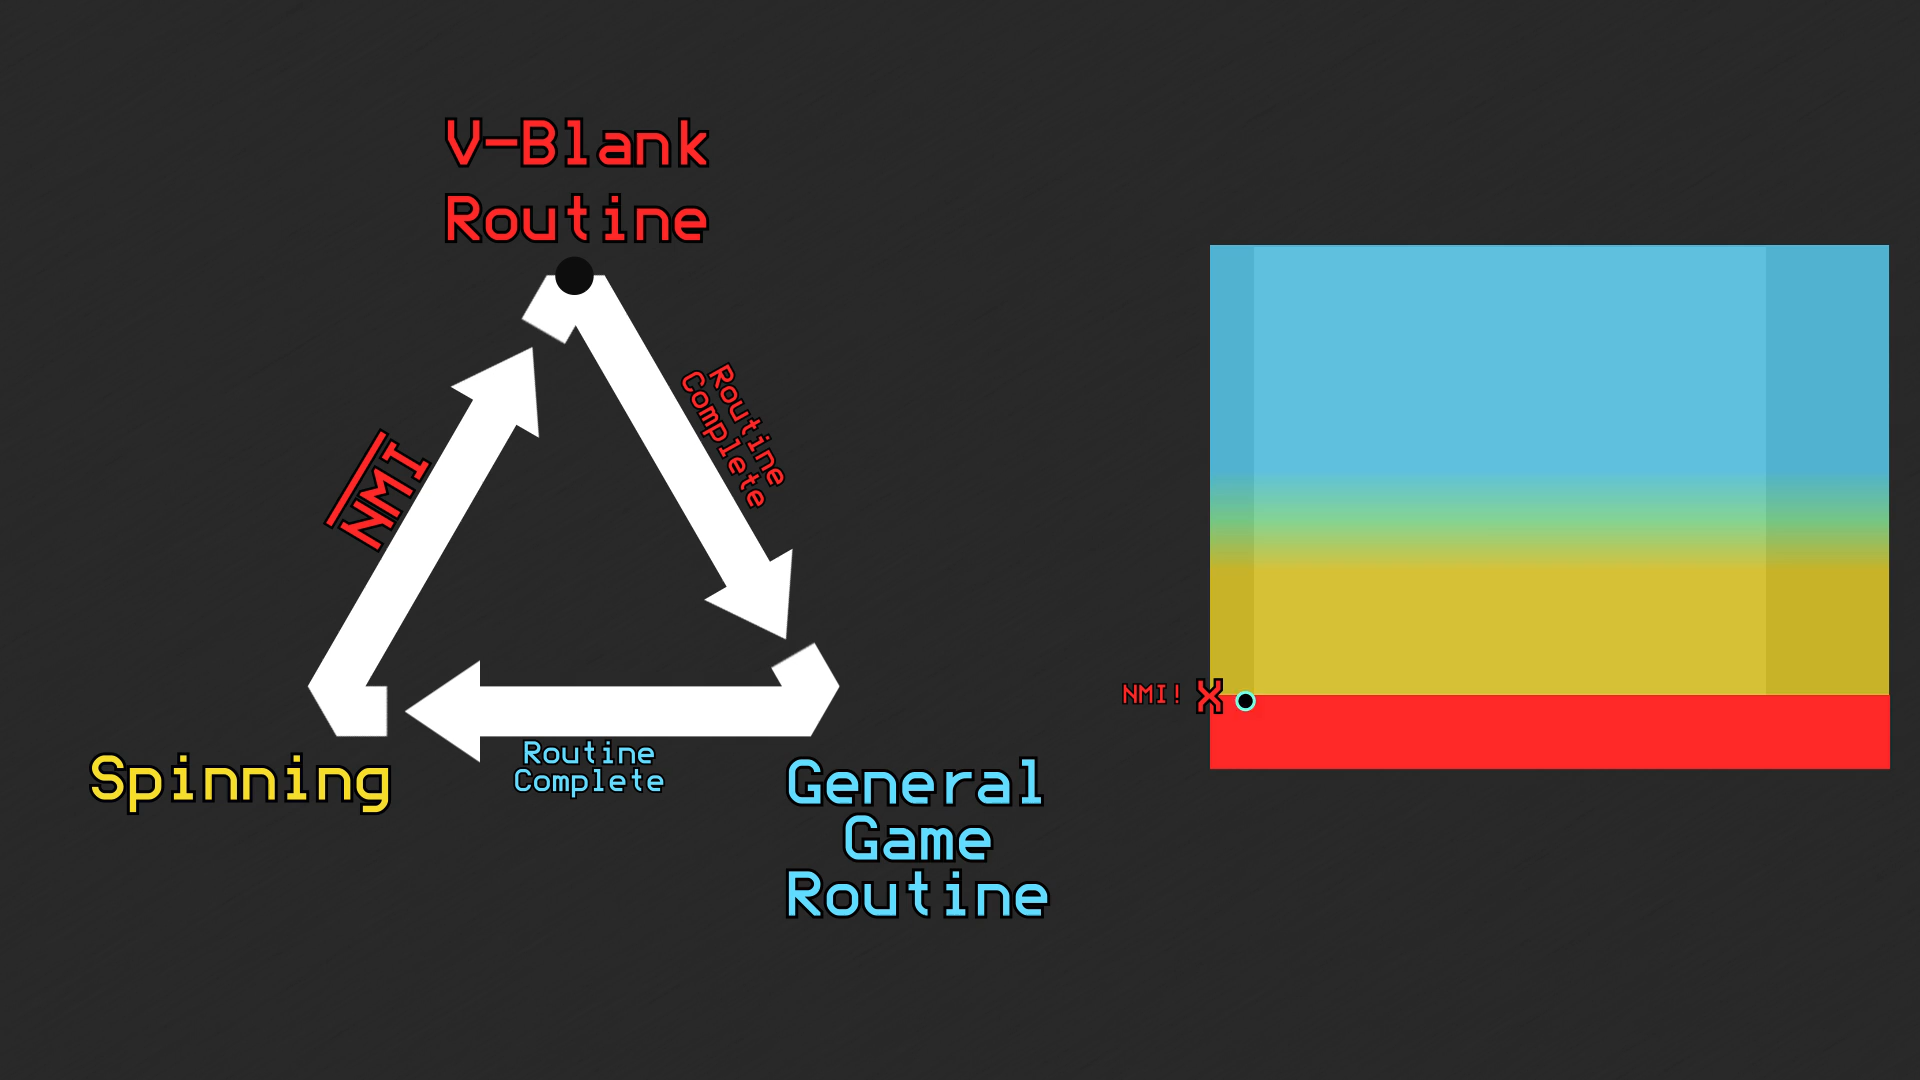 V-Blank
Routine
NMI
Routine
Complete
Spinning
Routine
Complete
General
Game
Routine
NMI! X